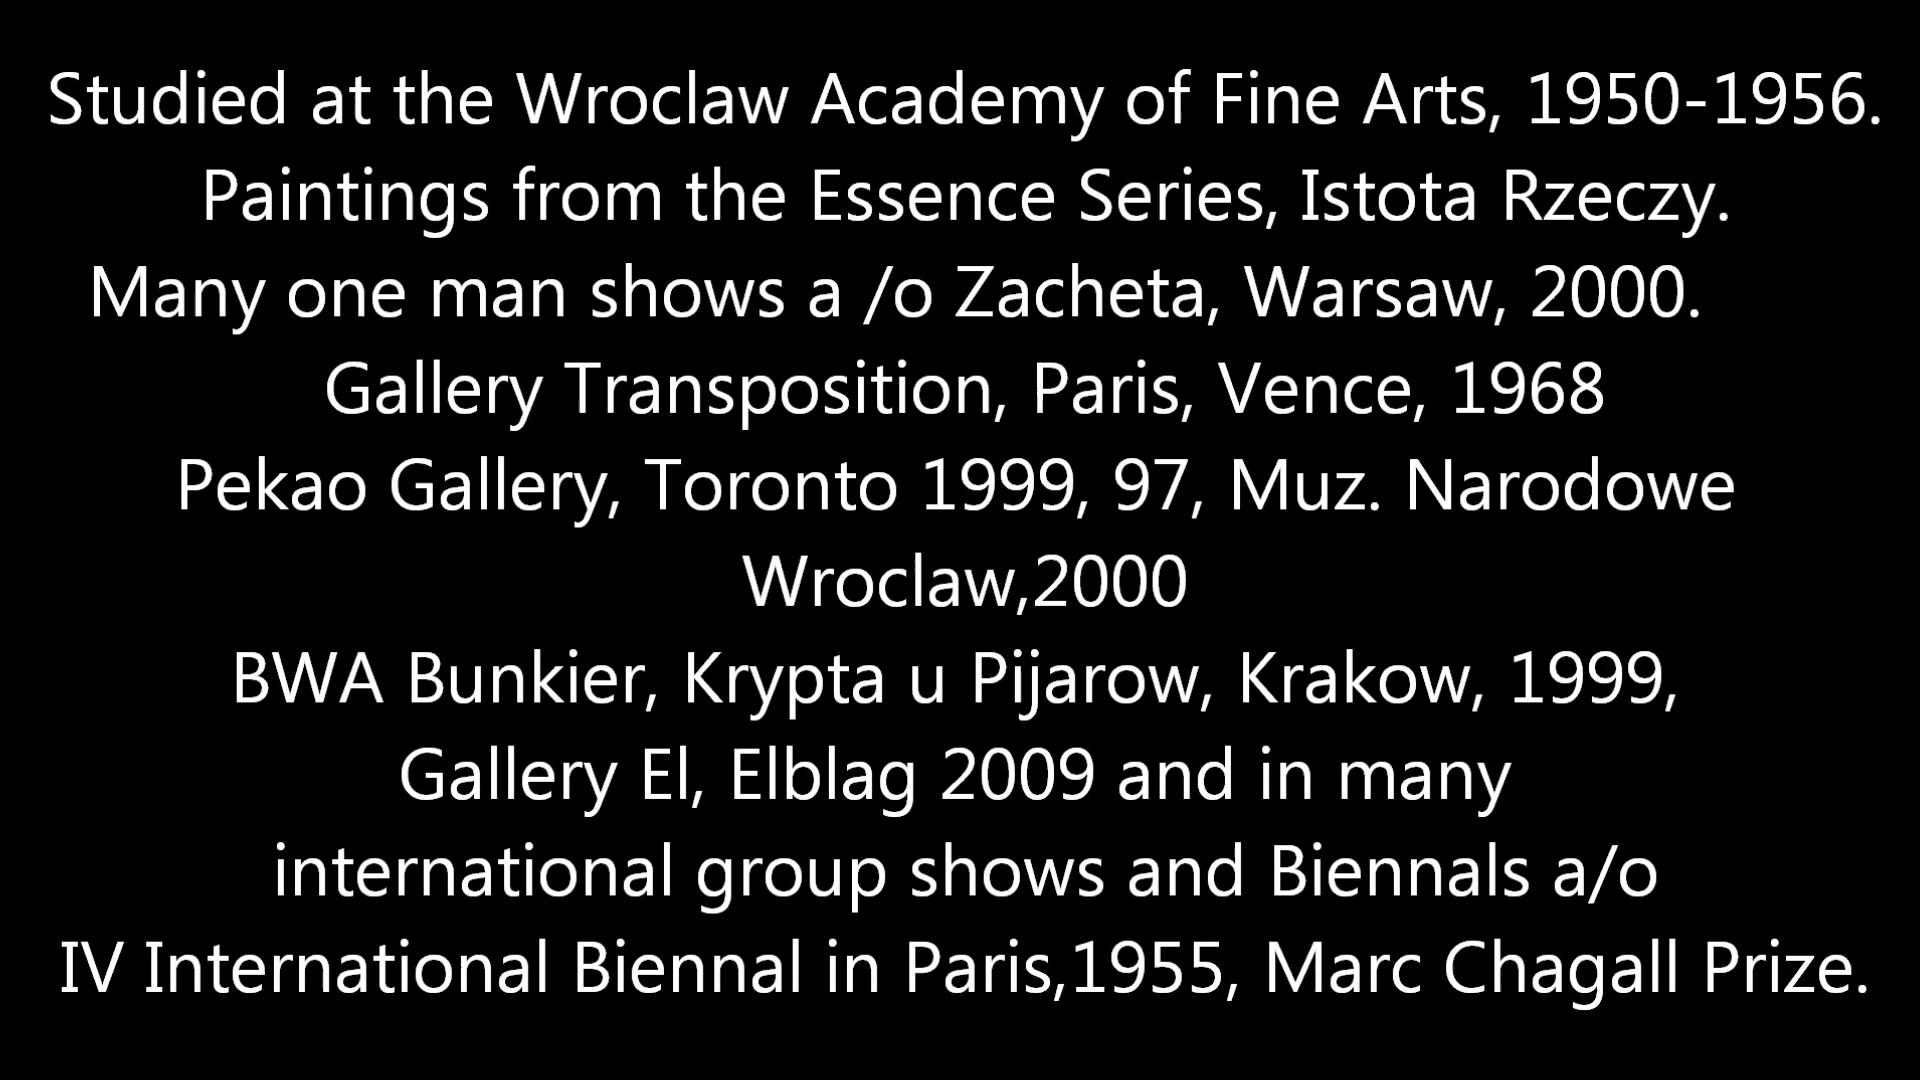 Studied at the Wroclaw Academy of Fine Arts, 1950-1956.
Paintings from the Essence Series, Istota Rzeczy.
Many one man shows a /o Zacheta, Warsaw, 2000.
Gallery Transposition, Paris, Vence, 1968
Pekao Gallery, Toronto 1999, 97, Muz. Narodowe
Wroclaw,2000
BWA Bunkier, Krypta u Pijarow, Krakow, 1999,
Gallery El, Elblag 2009 and in many
international group shows and Biennals a/o
IV International Biennal in Paris,1955, Marc Chagall Prize.